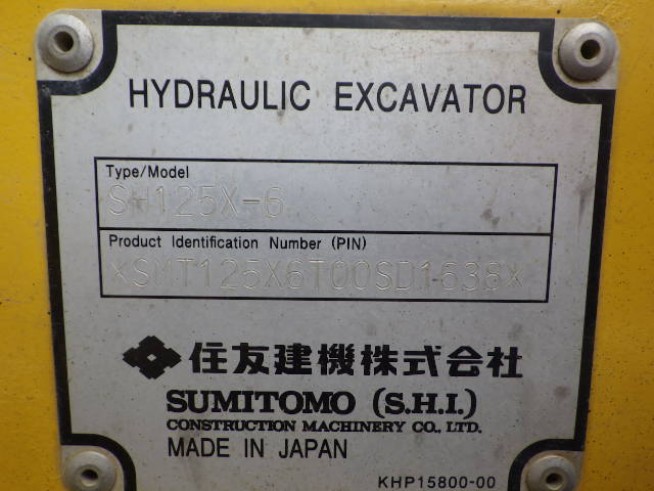 HYDRAULIC EXCAVATOR
Type/Model
SH125X-6
Product Identification Number (PIN)
住友建機株式会社
SUMITOMO (S.H.I.)
CONSTRUCTION MACHINERY CO., LTD.
MADE IN JAPAN
KHP15800-00